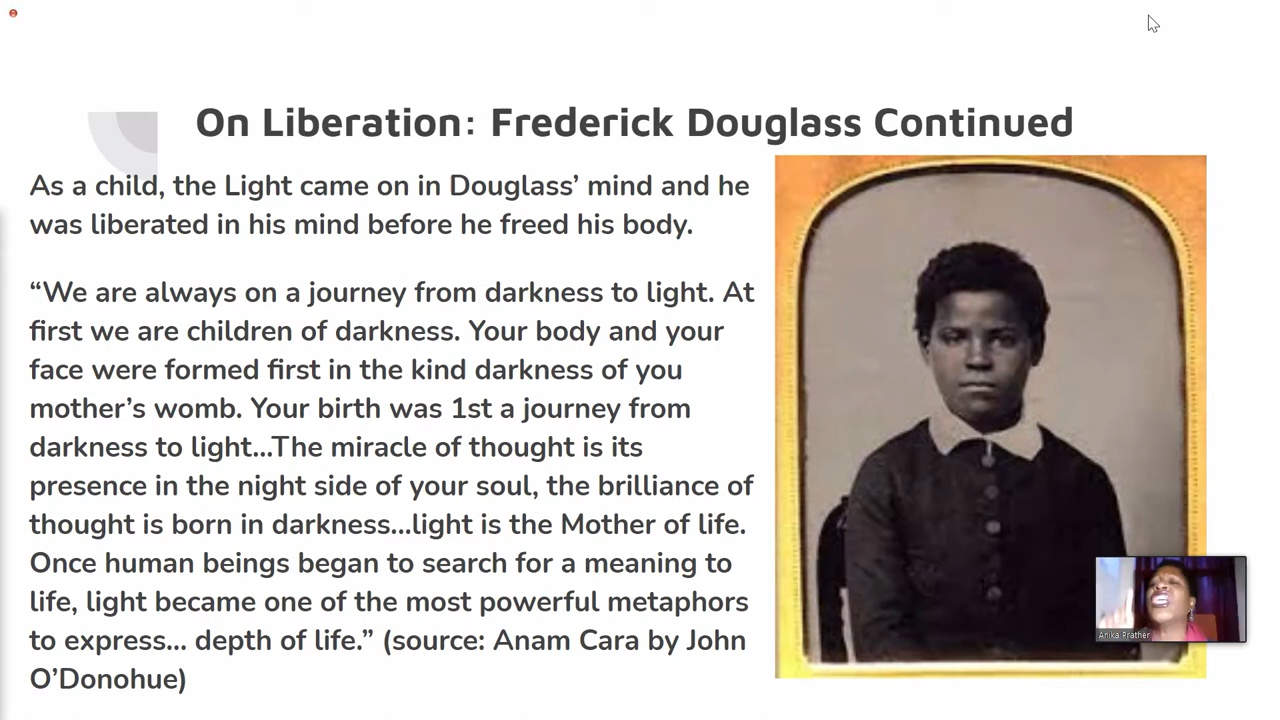 On Liberation: Frederick Douglass Continued
As a child, the Light came on in Douglass’ mind and he
was liberated in his mind before he freed his body.
“We are always on a journey from darkness to light. At
first we are children of darkness. Your body and your
face were formed first in the kind darkness of you
mother’s womb. Your birth was 1st a journey from
darkness to light...The miracle of thought is its
presence in the night side of your soul, the brilliance of
thought is born in darkness...light is the Mother of life.
Once human beings began to search for a meaning to
life, light became one of the most powerful metaphors
to express... depth of life.” (source: Anam Cara by John
O’Donohue)
Anika Prather